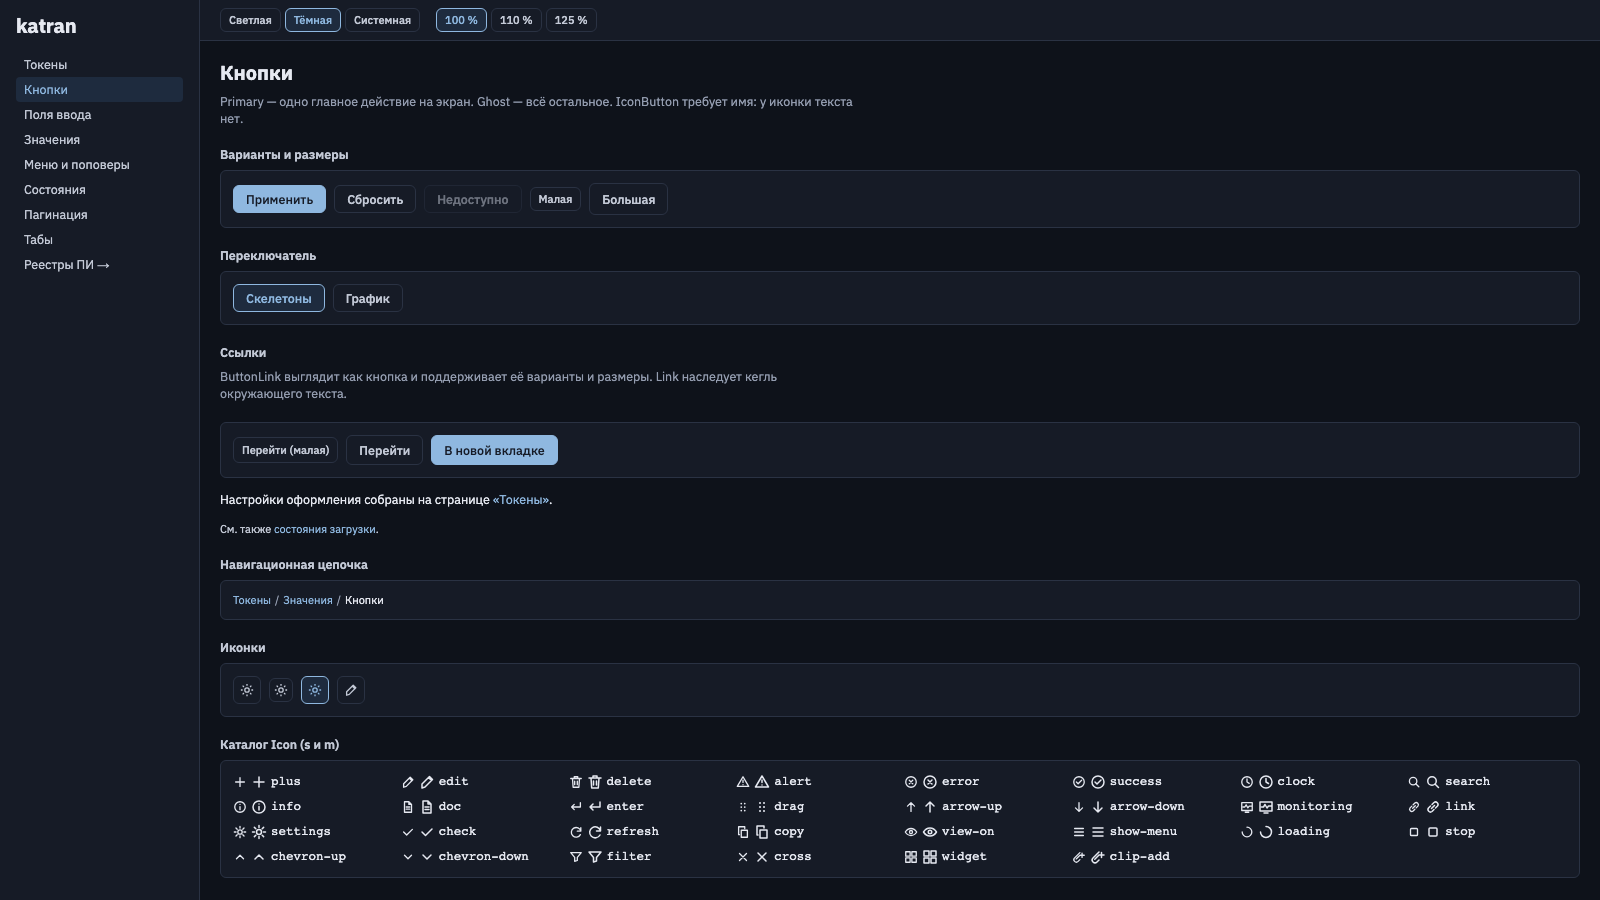 katran
Токены
Кнопки
Поля ввода
Значения
Меню и поповеры
Состояния
Пагинация
Табы
Реестры ПИ →
Светлая Тёмная Системная 100 % 110 % 125 %
Кнопки
Primary — одно главное действие на экран. Ghost — всё остальное. IconButton требует имя: у иконки текста
нет.
Варианты и размеры
Применить Сбросить Недоступно Малая Большая
Переключатель
Скелетоны График
Ссылки
ButtonLink выглядит как кнопка и поддерживает её варианты и размеры. Link наследует кегль
окружающего текста.
Перейти (малая) Перейти В новой вкладке
Настройки оформления собраны на странице «Токены».
См. также состояния загрузки.
Навигационная цепочка
Токены / Значения / Кнопки
Иконки
Каталог Icon (s и m)
plus edit delete alert error success clock search
info doc enter drag arrow-up arrow-down monitoring link
settings check refresh copy view-on show-menu loading stop
chevron-up chevron-down filter cross widget clip-add